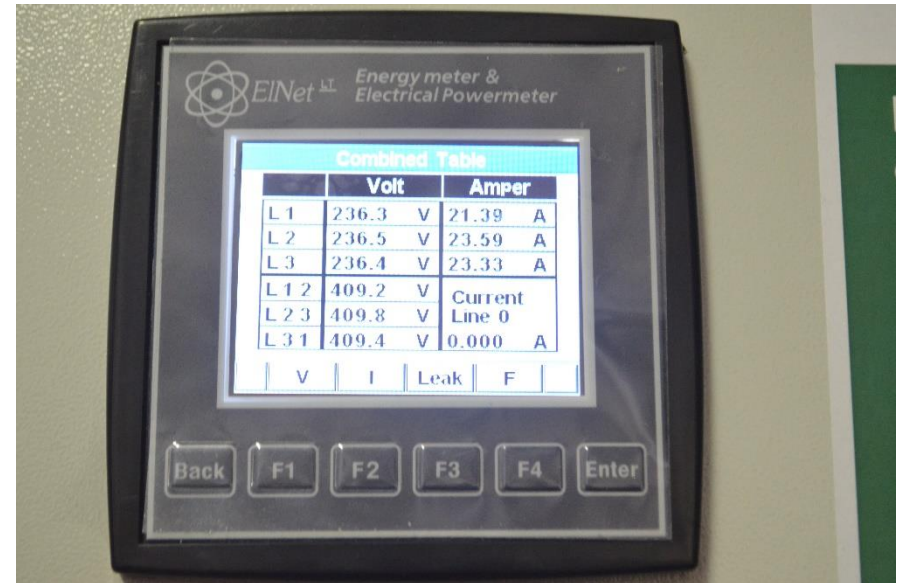 ElNet LT Energy meter &
Electrical Powermeter
Combined Table
Volt Amper
L1 236.3 V 21.39 A
L2 236.5 V 23.59 A
L3 236.4 V 23.33 A
L12 409.2 V Current
L23 409.8 V Line 0
L31 409.4 V 0.000 A
V I Leak F
Back F1 F2 F3 F4 Enter